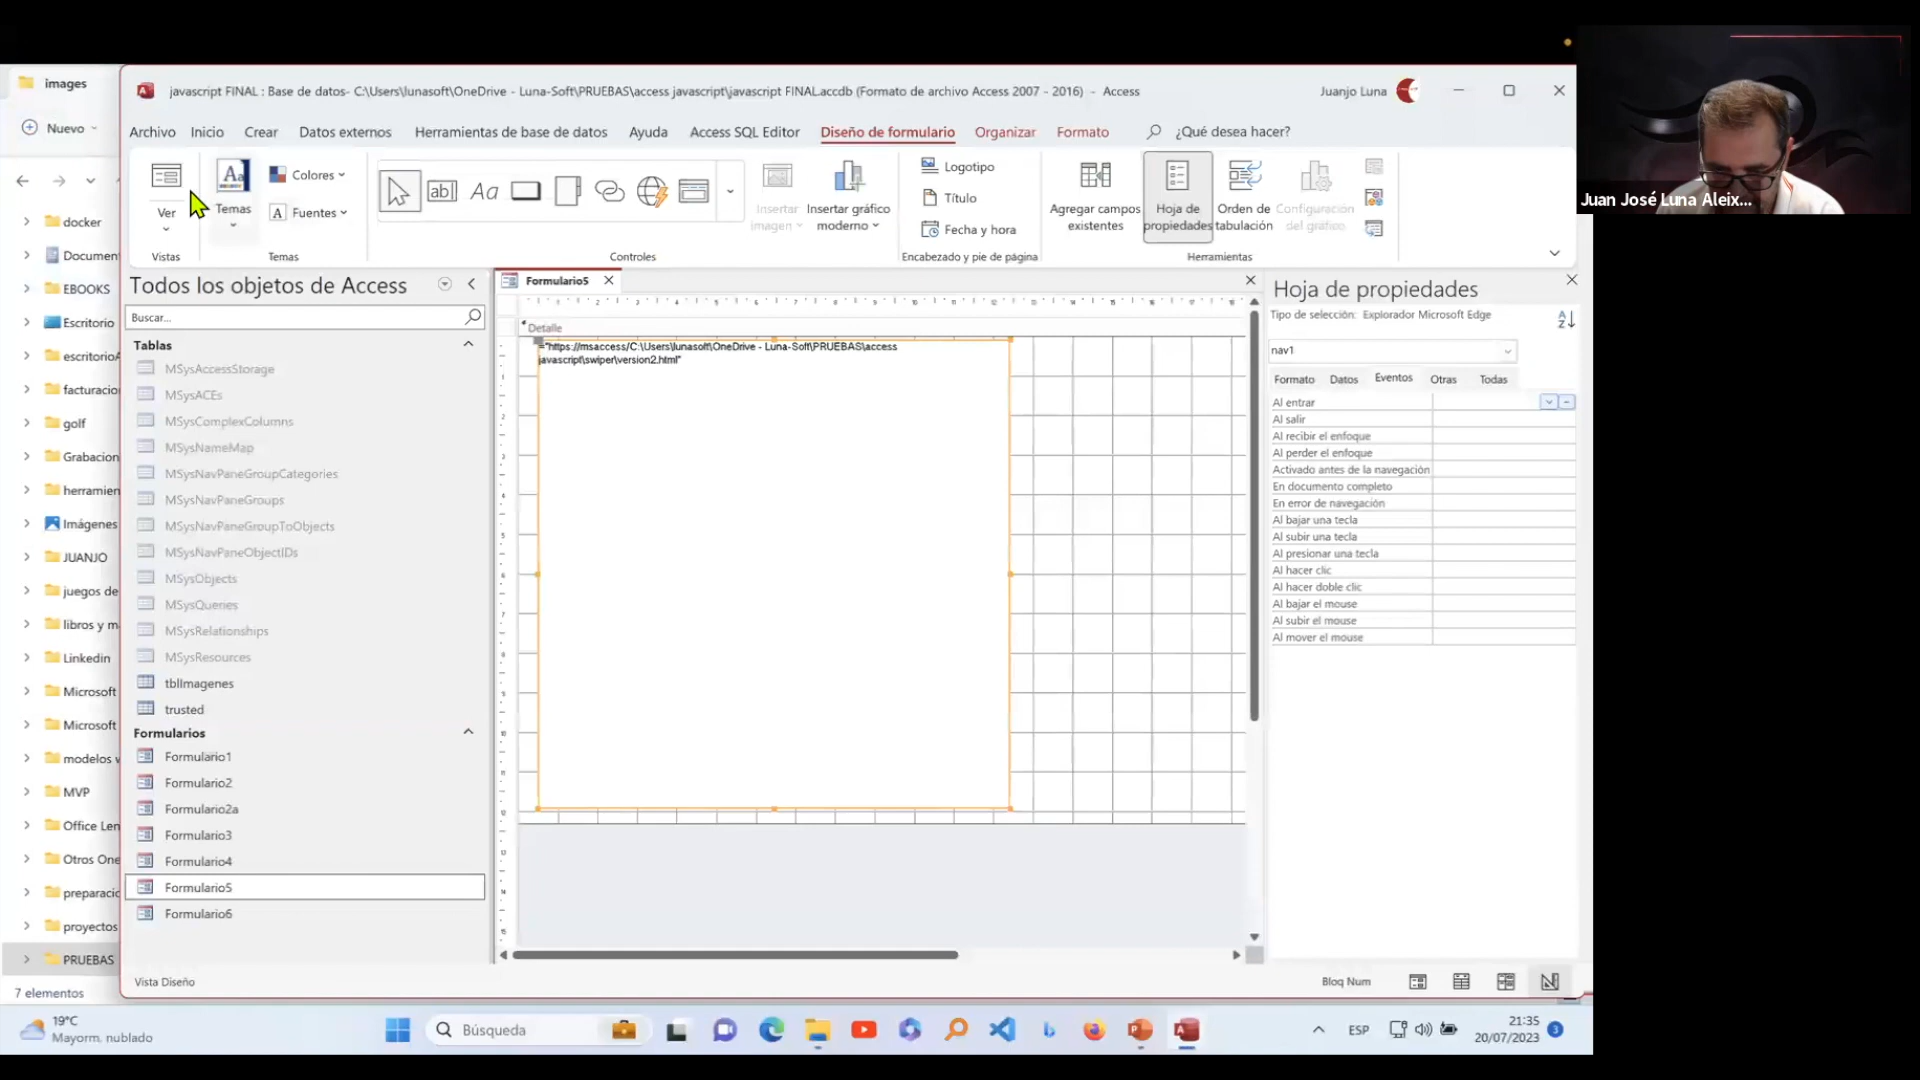 images
javascript FINAL : Base de datos- C:\Users\lunasoft\OneDrive - Luna-Soft\PRUEBAS\access javascript\javascript FINAL.accdb (Formato de archivo Access 2007 - 2016)  -  Access
Juanjo Luna
Nuevo
Archivo Inicio Crear Datos externos Herramientas de base de datos Ayuda Access SQL Editor Diseño de formulario Organizar Formato ¿Qué desea hacer?
Juan José Luna Aleix...
Ver
Temas
Colores
Fuentes
Aa
Insertar imagen
Insertar gráfico moderno
Logotipo
Título
Fecha y hora
Agregar campos existentes
Hoja de propiedades
Orden de tabulación
Configuración del gráfico
Vistas
Temas
Controles
Encabezado y pie de página
Herramientas
docker
Documen
EBOOKS
Escritorio
escritorioA
facturacio
golf
Grabacion
herramien
Imágenes
JUANJO
juegos de
libros y m
Linkedin
Microsoft
Microsoft
modelos v
MVP
Office Len
Otros One
preparacio
proyectos
PRUEBAS
7 elementos
Todos los objetos de Access
Buscar...
Tablas
MSysAccessStorage
MSysACEs
MSysComplexColumns
MSysNameMap
MSysNavPaneGroupCategories
MSysNavPaneGroups
MSysNavPaneGroupToObjects
MSysNavPaneObjectIDs
MSysObjects
MSysQueries
MSysRelationships
MSysResources
tblImagenes
trusted
Formularios
Formulario1
Formulario2
Formulario2a
Formulario3
Formulario4
Formulario5
Formulario6
Formulario5
Detalle
="https://msaccess/C:\Users\lunasoft\OneDrive - Luna-Soft\PRUEBAS\access
javascript\swiper\version2.html"
Hoja de propiedades
Tipo de selección: Explorador Microsoft Edge
nav1
Formato Datos Eventos Otras Todas
Al entrar
Al salir
Al recibir el enfoque
Al perder el enfoque
Activado antes de la navegación
En documento completo
En error de navegación
Al bajar una tecla
Al subir una tecla
Al presionar una tecla
Al hacer clic
Al hacer doble clic
Al bajar el mouse
Al subir el mouse
Al mover el mouse
Vista Diseño
Bloq Num
19°C
Mayorm. nublado
Búsqueda
ESP
21:35
20/07/2023
3